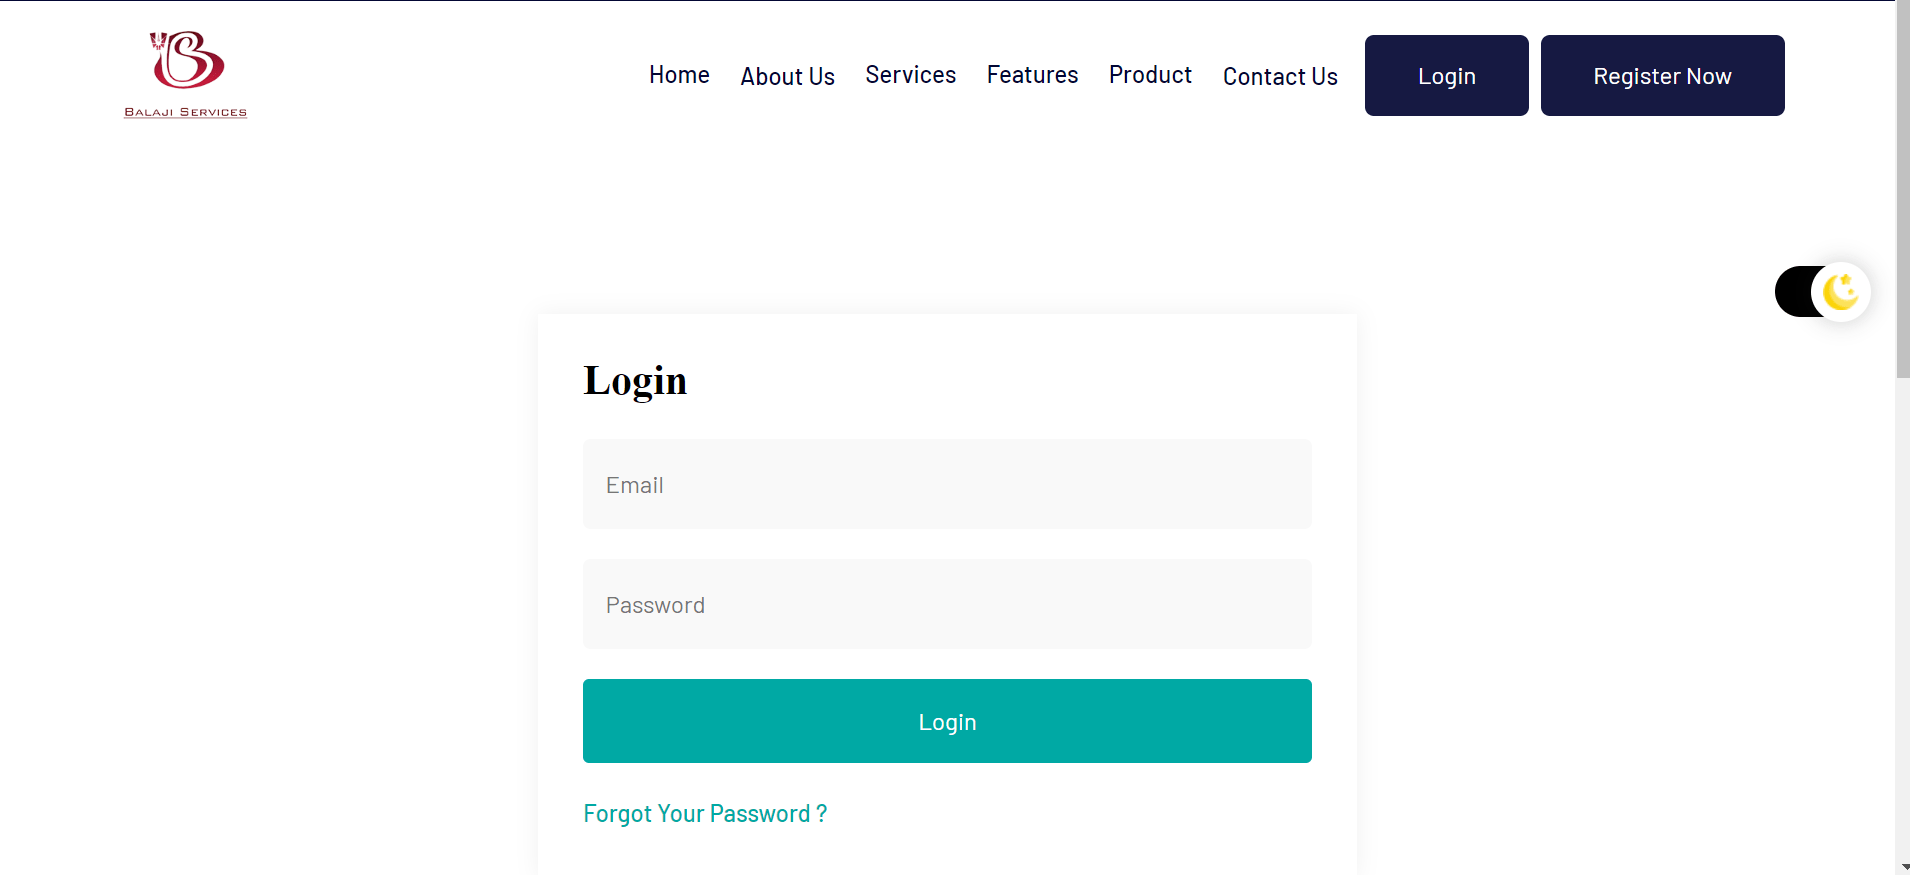 BALAJI SERVICES
Home About Us Services Features Product Contact Us Login Register Now
Login
Email
Password
Login
Forgot Your Password ?